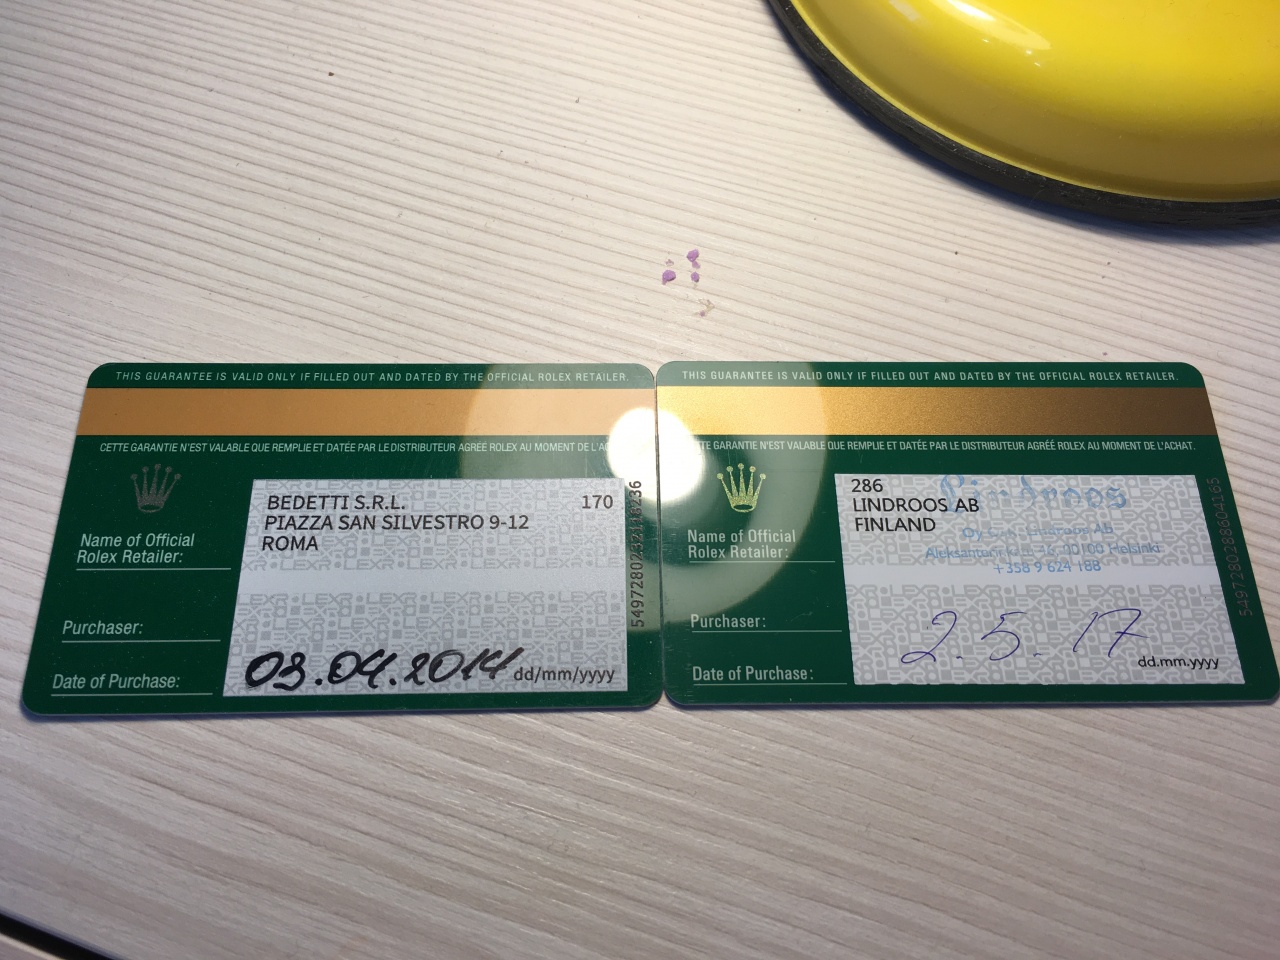 THIS GUARANTEE IS VALID ONLY IF FILLED OUT AND DATED BY THE OFFICIAL ROLEX RETAILER.
CETTE GARANTIE N'EST VALABLE QUE REMPLIE ET DATÉE PAR LE DISTRIBUTEUR AGRÉÉ ROLEX AU MOMENT DE L'A
BEDETTI S.R.L. 170
PIAZZA SAN SILVESTRO 9-12
ROMA
Name of Official
Rolex Retailer:
Purchaser:
Date of Purchase:
03.04.2014 dd/mm/yyyy
THIS GUARANTEE IS VALID ONLY IF FILLED OUT AND DATED BY THE OFFICIAL ROLEX RETAILER.
GARANTIE N'EST VALABLE QUE REMPLIE ET DATÉE PAR LE DISTRIBUTEUR AGRÉÉ ROLEX AU MOMENT DE L'ACHAT.
286
LINDROOS AB
FINLAND
Lindroos
Lindroos AB
00100 Helsinki
+358 9 624 188
Name of Official
Rolex Retailer:
Purchaser:
Date of Purchase:
2.5.17
dd.mm.yyyy